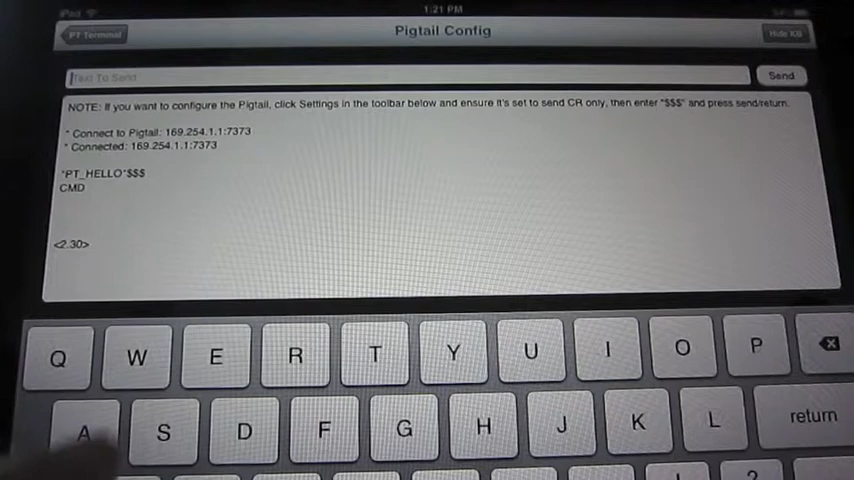 iPad 1:21 PM
PT Terminal Pigtail Config Hide KB
Text To Send Send
NOTE: If you want to configure the Pigtail, click Settings in the toolbar below and ensure it's set to send CR only, then enter "$$$" and press send/return.
* Connect to Pigtail: 169.254.1.1:7373
* Connected: 169.254.1.1:7373
*PT_HELLO*$$$
CMD
<2.30>
Q W E R T Y U I O P
A S D F G H J K L return
! ?